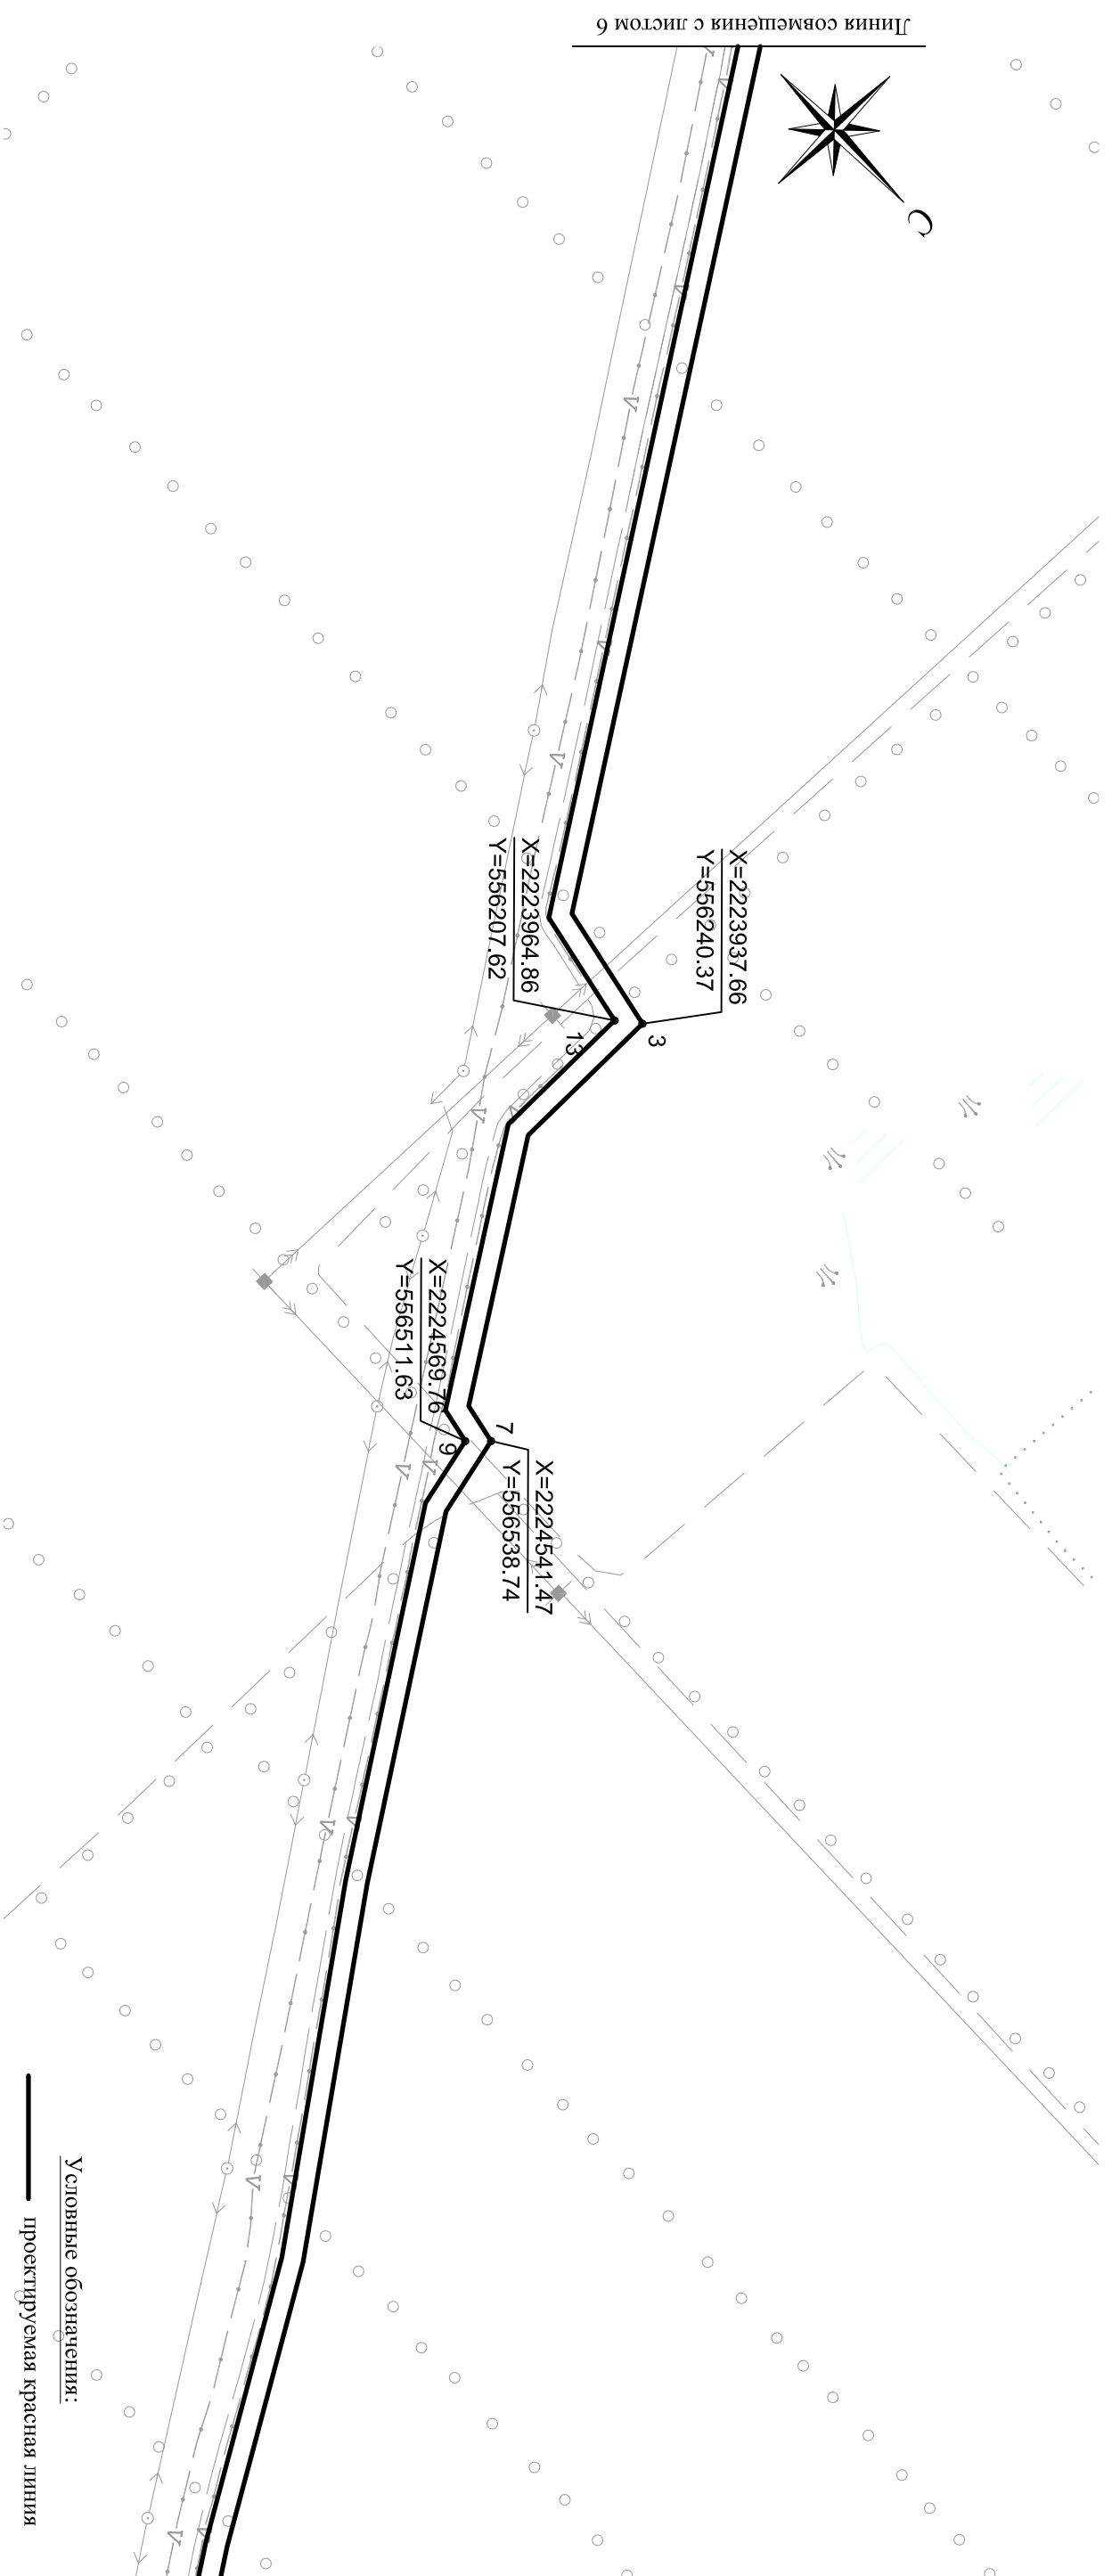 Линия совмещения с листом 6
С
X=2223937.66
Y=556240.37
3
X=2223964.86
Y=556207.62
13
X=2224569.76
Y=556511.63
9
7
X=2224541.47
Y=556538.74
Условные обозначения:
проектируемая красная линия